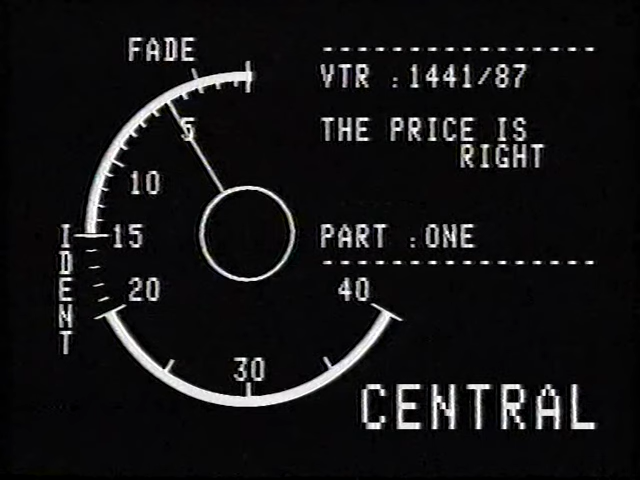 FADE
5
10
15
20
30
40
IDENT
-----------------
VTR :1441/87
THE PRICE IS
RIGHT
PART :ONE
-----------------
CENTRAL